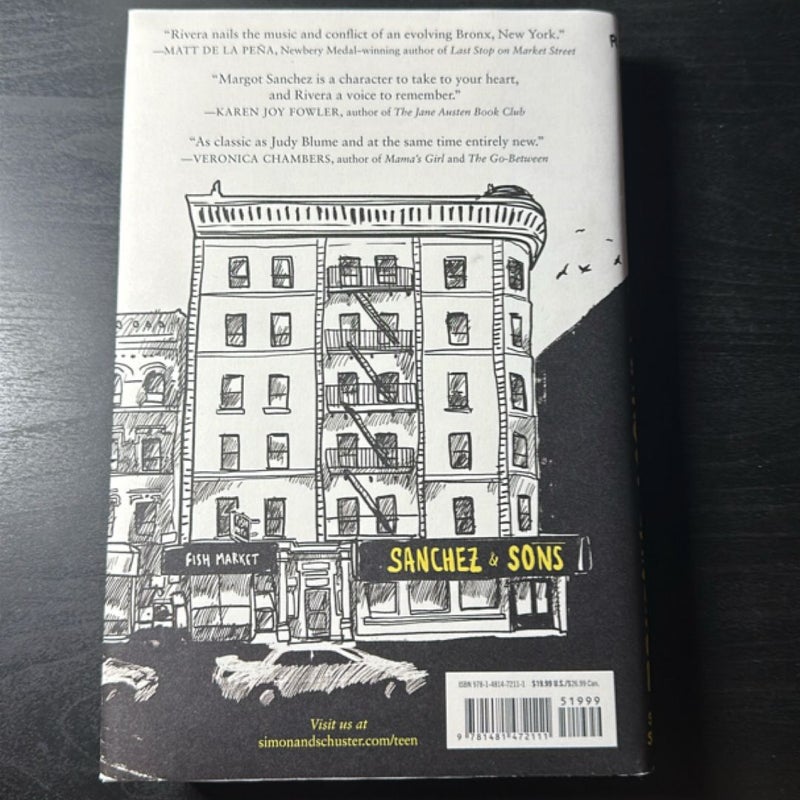 “Rivera nails the music and conflict of an evolving Bronx, New York.”
—MATT DE LA PEÑA, Newbery Medal–winning author of Last Stop on Market Street
“Margot Sanchez is a character to take to your heart,
and Rivera a voice to remember.”
—KAREN JOY FOWLER, author of The Jane Austen Book Club
“As classic as Judy Blume and at the same time entirely new.”
—VERONICA CHAMBERS, author of Mama’s Girl and The Go-Between
FISH MARKET
SANCHEZ & SONS
ISBN 978-1-4814-7211-1 $19.99 U.S./$26.99 Can.
51999
9 781481 472111
Visit us at
simonandschuster.com/teen